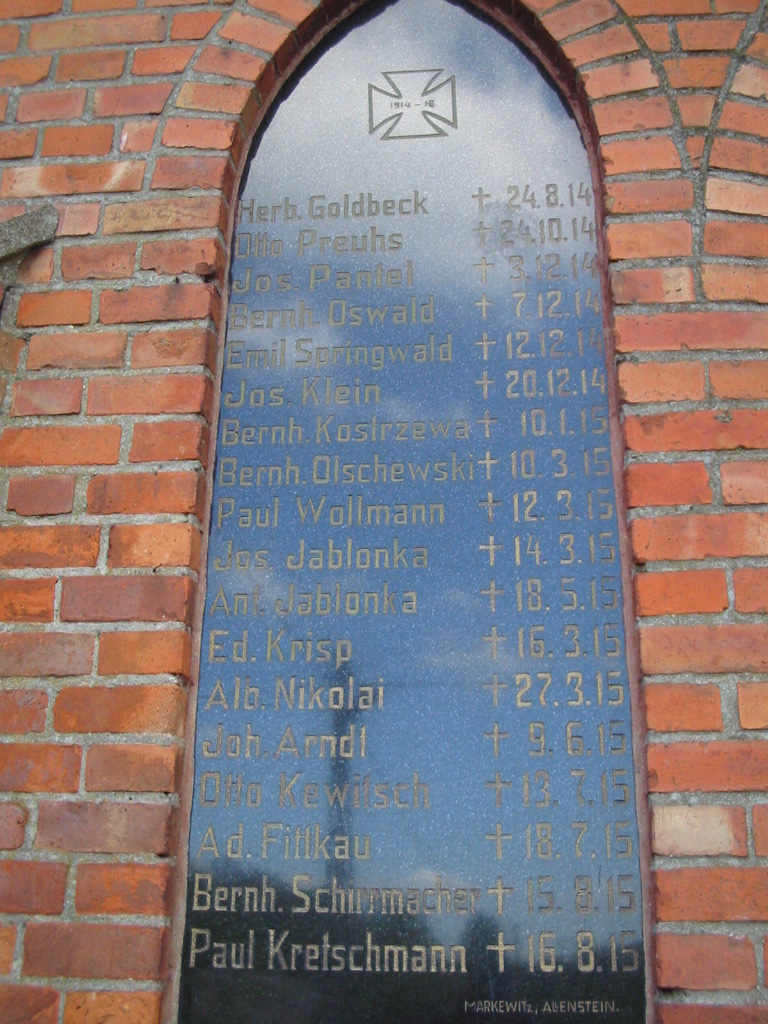 1914-18
Herb. Goldbeck † 24.8.14
Otto Preuhs † 24.10.14
Jos. Pantel † 3.12.14
Bernh. Oswald † 7.12.14
Emil Springwald † 12.12.14
Jos. Klein † 20.12.14
Bernh. Kostrzewa † 10.1.15
Bernh. Olschewski † 10.3.15
Paul Wollmann † 12.3.15
Jos. Jablonka † 14.3.15
Ant. Jablonka † 18.5.15
Ed. Krisp † 16.3.15
Alb. Nikolai † 27.3.15
Joh. Arndt † 9.6.15
Otto Kewitsch † 13.7.15
Ad. Fittkau † 18.7.15
Bernh. Schirrmacher † 15.8.15
Paul Kretschmann † 16.8.15
MARKEWITZ, ALLENSTEIN.